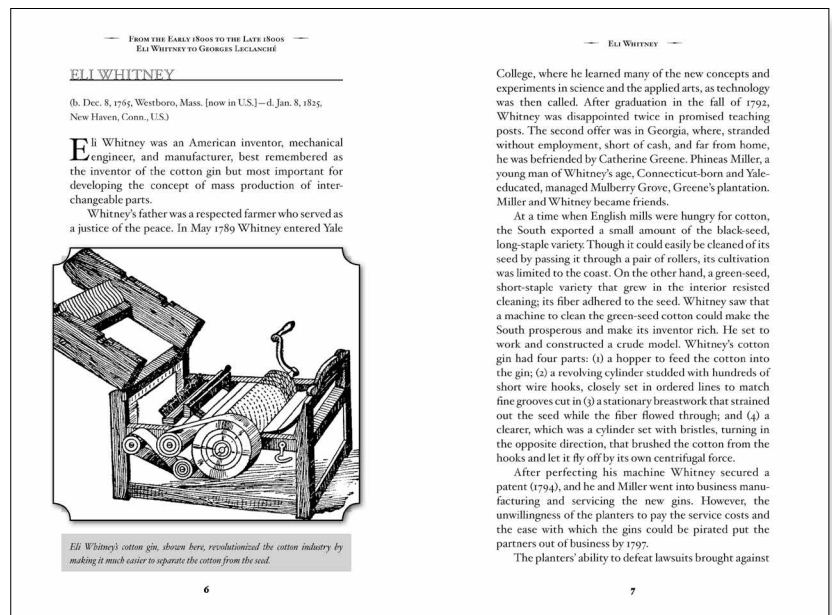 From the Early 1800s to the Late 1800s
Eli Whitney to Georges Leclanché
ELI WHITNEY
(b. Dec. 8, 1765, Westboro, Mass. [now in U.S.]—d. Jan. 8, 1825,
New Haven, Conn., U.S.)
Eli Whitney was an American inventor, mechanical
engineer, and manufacturer, best remembered as
the inventor of the cotton gin but most important for
developing the concept of mass production of inter-
changeable parts.
Whitney's father was a respected farmer who served as
a justice of the peace. In May 1789 Whitney entered Yale
Eli Whitney's cotton gin, shown here, revolutionized the cotton industry by
making it much easier to separate the cotton from the seed.
6
Eli Whitney
College, where he learned many of the new concepts and
experiments in science and the applied arts, as technology
was then called. After graduation in the fall of 1792,
Whitney was disappointed twice in promised teaching
posts. The second offer was in Georgia, where, stranded
without employment, short of cash, and far from home,
he was befriended by Catherine Greene. Phineas Miller, a
young man of Whitney's age, Connecticut-born and Yale-
educated, managed Mulberry Grove, Greene's plantation.
Miller and Whitney became friends.
At a time when English mills were hungry for cotton,
the South exported a small amount of the black-seed,
long-staple variety. Though it could easily be cleaned of its
seed by passing it through a pair of rollers, its cultivation
was limited to the coast. On the other hand, a green-seed,
short-staple variety that grew in the interior resisted
cleaning; its fiber adhered to the seed. Whitney saw that
a machine to clean the green-seed cotton could make the
South prosperous and make its inventor rich. He set to
work and constructed a crude model. Whitney's cotton
gin had four parts: (1) a hopper to feed the cotton into
the gin; (2) a revolving cylinder studded with hundreds of
short wire hooks, closely set in ordered lines to match
fine grooves cut in (3) a stationary breastwork that strained
out the seed while the fiber flowed through; and (4) a
clearer, which was a cylinder set with bristles, turning in
the opposite direction, that brushed the cotton from the
hooks and let it fly off by its own centrifugal force.
After perfecting his machine Whitney secured a
patent (1794), and he and Miller went into business manu-
facturing and servicing the new gins. However, the
unwillingness of the planters to pay the service costs and
the ease with which the gins could be pirated put the
partners out of business by 1797.
The planters' ability to defeat lawsuits brought against
7